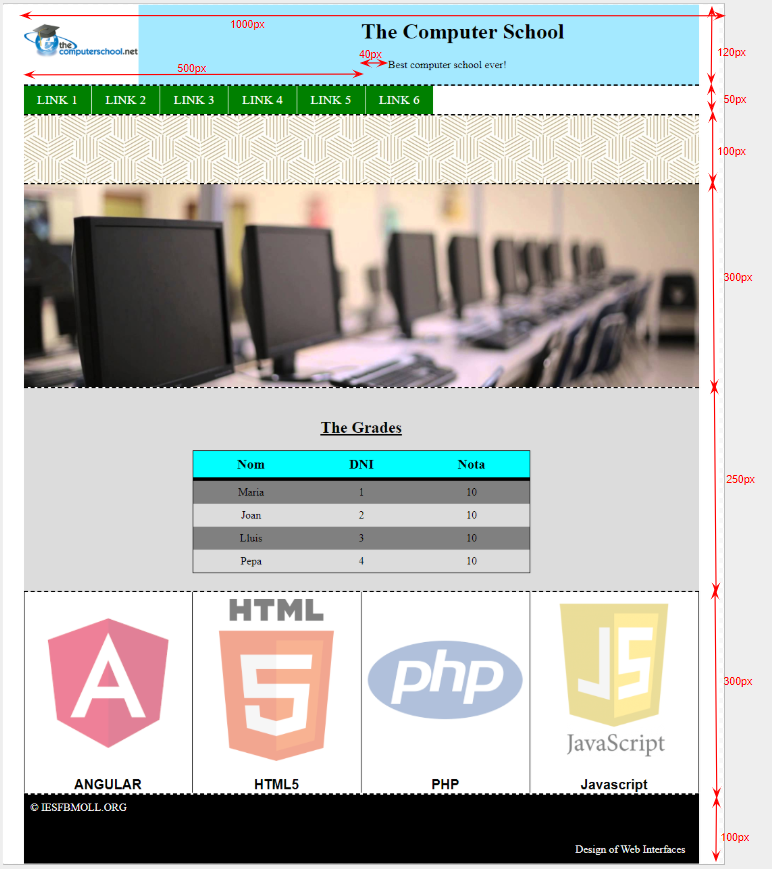 1000px
The Computer School
the
computerschool.net
40px
120px
Best computer school ever!
500px
LINK 1 LINK 2 LINK 3 LINK 4 LINK 5 LINK 6
50px
100px
300px
The Grades
250px
Nom DNI Nota
Maria 1 10
Joan 2 10
Lluis 3 10
Pepa 4 10
HTML
A
5
php
JS
300px
JavaScript
ANGULAR HTML5 PHP Javascript
© IESFBMOLL.ORG
100px
Design of Web Interfaces